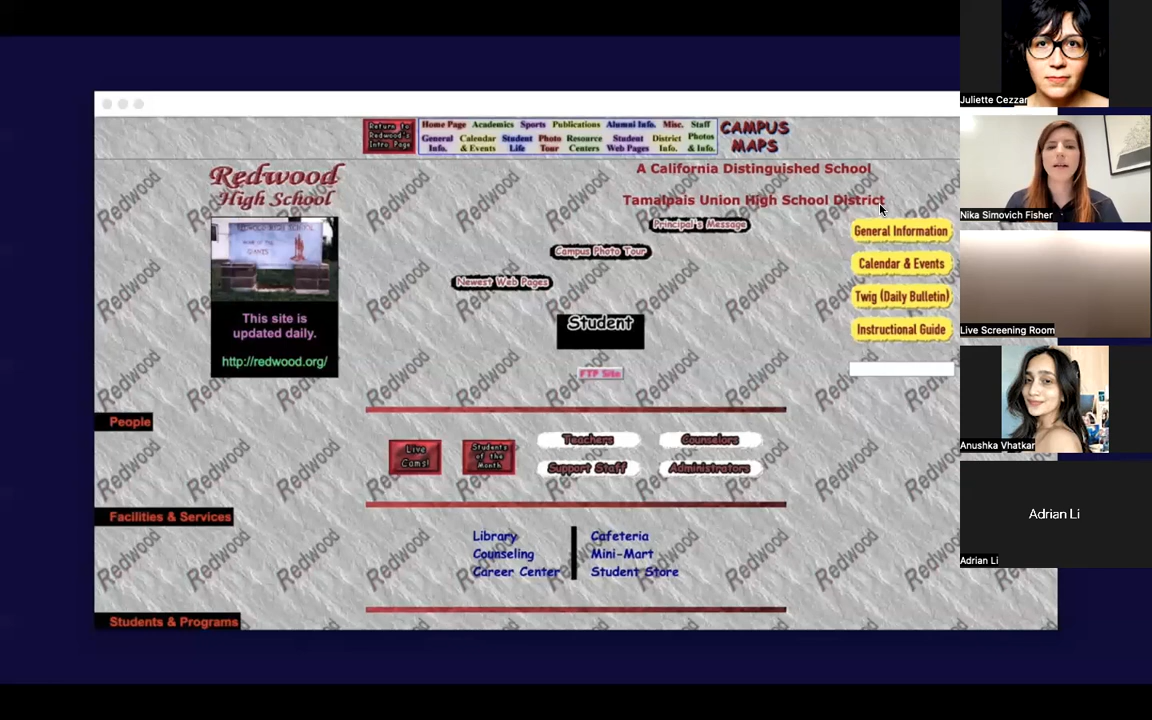 Return to
Redwood's
Intro Page
Home Page Academics Sports Publications Alumni Info. Misc. Staff
General Info. Calendar & Events Student Life Photo Tour Resource Centers Student Web Pages District Info. Photos & Info.
CAMPUS
MAPS
Redwood
High School
A California Distinguished School
Tamalpais Union High School District
Principal's Message
Campus Photo Tour
Newest Web Pages
Student
FTP Site
This site is
updated daily.
http://redwood.org/
General Information
Calendar & Events
Twig (Daily Bulletin)
Instructional Guide
People
Live
Cams!
Students
of the
Month
Teachers
Counselors
Support Staff
Administrators
Facilities & Services
Library
Counseling
Career Center
Cafeteria
Mini-Mart
Student Store
Students & Programs
Juliette Cezzar
Nika Simovich Fisher
Live Screening Room
Anushka Vhatkar
Adrian Li
Adrian Li